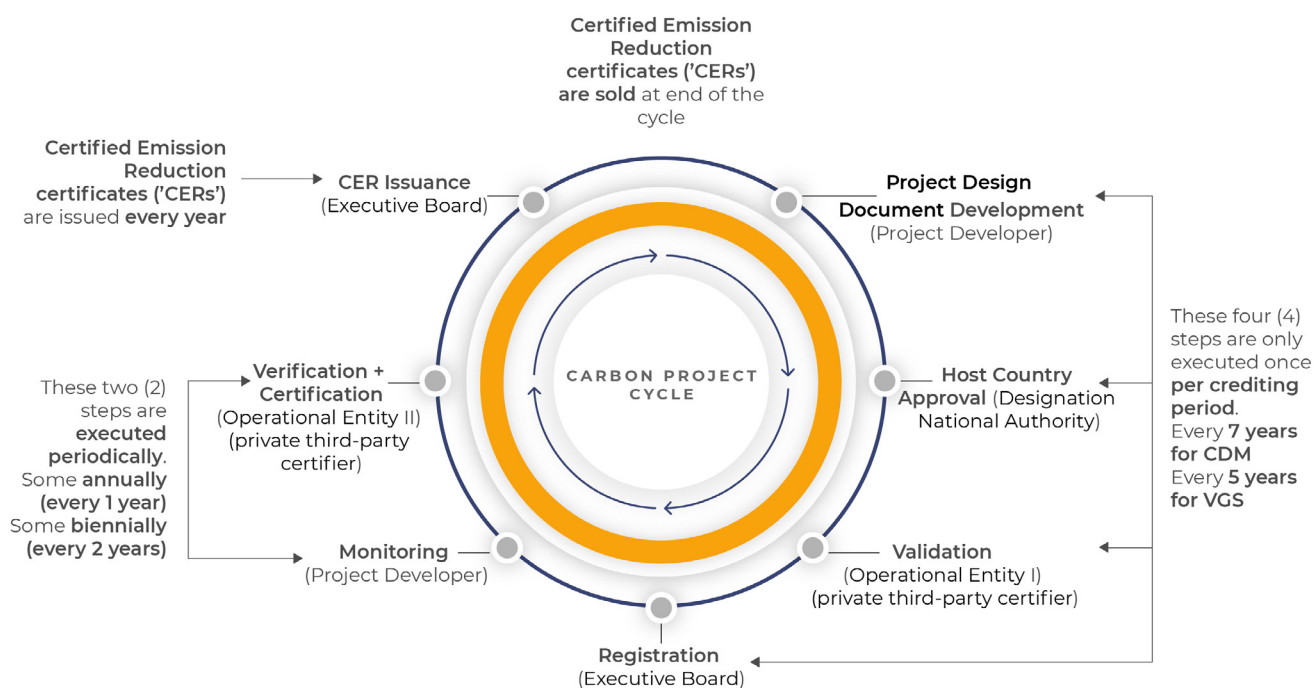 Certified Emission
Reduction
certificates ('CERs')
are sold at end of the
cycle
Certified Emission
Reduction
certificates ('CERs')
are issued every year
CER Issuance
(Executive Board)
Project Design
Document Development
(Project Developer)
These four (4)
steps are only
executed once
per crediting
period.
Every 7 years
for CDM
Every 5 years
for VGS
Host Country
Approval (Designation
National Authority)
CARBON PROJECT
CYCLE
Verification +
Certification
(Operational Entity II)
(private third-party
certifier)
These two (2)
steps are
executed
periodically.
Some annually
(every 1 year)
Some biennially
(every 2 years)
Monitoring
(Project Developer)
Validation
(Operational Entity I)
(private third-party certifier)
Registration
(Executive Board)